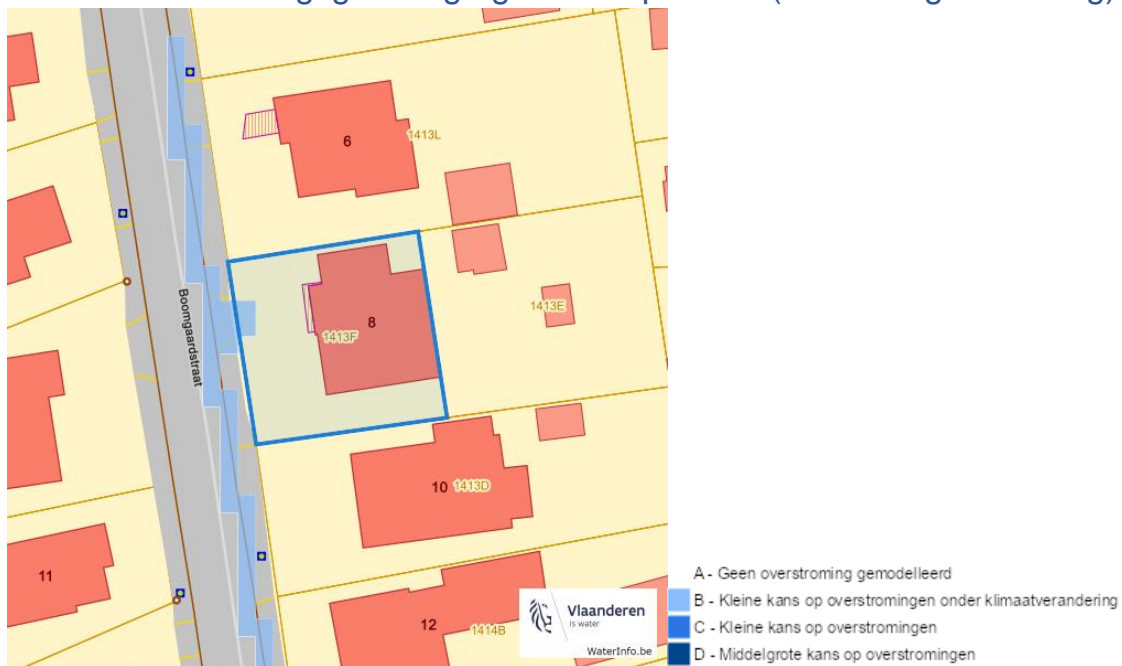 6
1413L
Boomgaardstraat
8
1413E
1413F
10 1413D
11
12
1414B
Vlaanderen
is water
WaterInfo.be
A - Geen overstroming gemodelleerd
B - Kleine kans op overstromingen onder klimaatverandering
C - Kleine kans op overstromingen
D - Middelgrote kans op overstromingen